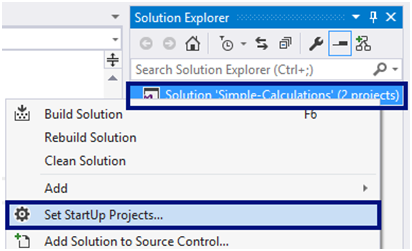 Solution Explorer
Search Solution Explorer (Ctrl+;)
Solution 'Simple-Calculations' (2 projects)
Build Solution F6
Rebuild Solution
Clean Solution
Add
Set StartUp Projects...
Add Solution to Source Control...